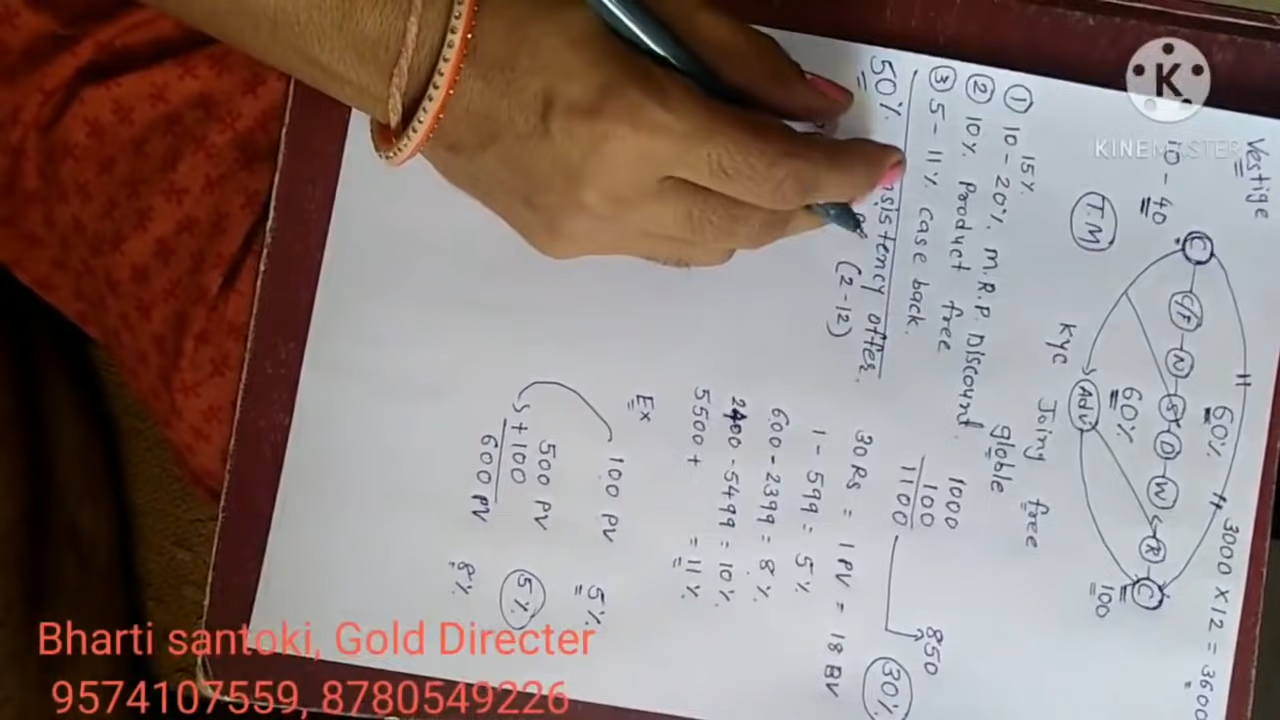 Vestige
10 - 40
T.M
C
C/F
N
S
D
W
R
C
100
60%
60%
3000 X 12 = 3600
KYC
Adv
Joing free
globle
① 10 - 20% M.R.P. Discount.
15%
② 10% Product free
③ 5 - 11% Case back.
50%
nsistency offer.
(2-12)
1000
100
1100
850
30%
30 Rs = 1 PV = 18 BV
1 - 599 = 5%
600 - 2399 = 8%
2400 - 5499 = 10%
5500+ = 11%
Ex
100 PV 5%
500 PV 5%
+ 100
600 PV 8%
KINEMASTER
Bharti santoki, Gold Directer
9574107559, 8780549226